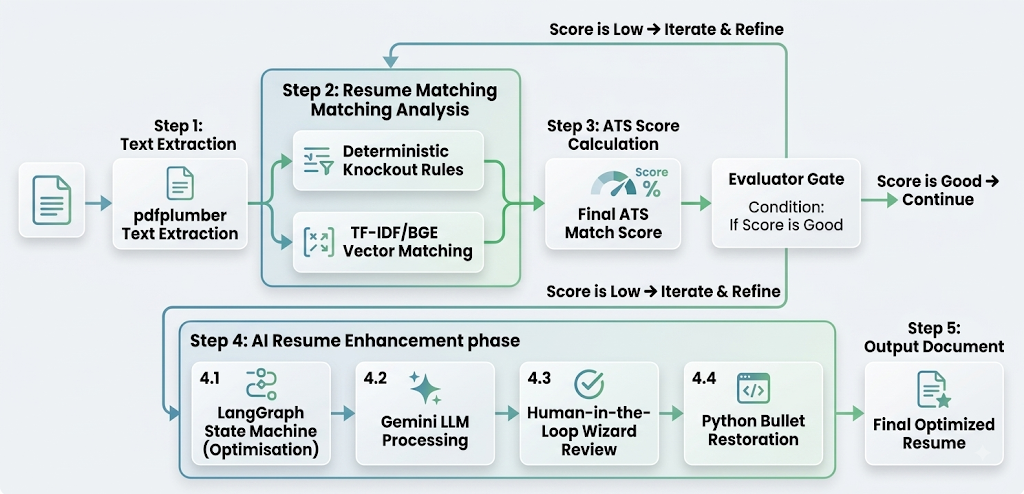 Score is Low → Iterate & Refine
Step 2: Resume Matching
Matching Analysis
Step 1:
Text Extraction
pdfplumber
Text Extraction
Deterministic
Knockout Rules
TF-IDF/BGE
Vector Matching
Step 3: ATS Score
Calculation
Score
%
Final ATS
Match Score
Evaluator Gate
Condition:
If Score is Good
Score is Good →
Continue
Score is Low → Iterate & Refine
Step 4: AI Resume Enhancement phase
4.1
LangGraph
State Machine
(Optimisation)
4.2
Gemini LLM
Processing
4.3
Human-in-the-
Loop Wizard
Review
4.4
Python Bullet
Restoration
Step 5:
Output Document
Final Optimized
Resume